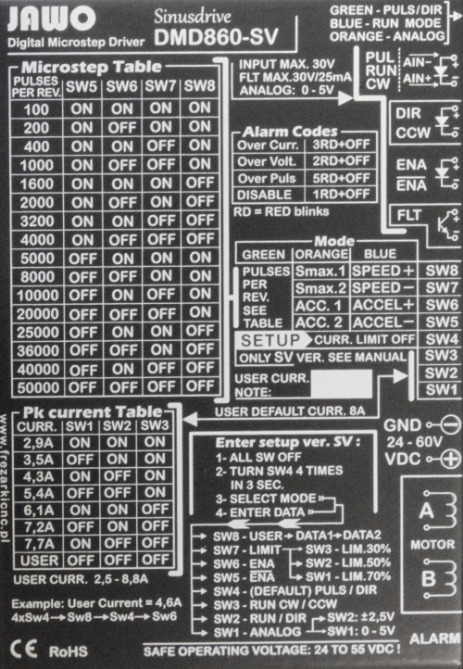 JAWO
Digital Microstep Driver
Sinusdrive
DMD860-SV
GREEN - PULS/DIR
BLUE - RUN MODE
ORANGE - ANALOG
INPUT MAX. 30V
FLT MAX.30V/25mA
ANALOG: 0 - 5V
PUL AIN-
RUN AIN+
CW
DIR
CCW
ENA
ENA
FLT
Microstep Table
PULSES PER REV. SW5 SW6 SW7 SW8
100 ON ON ON ON
200 ON OFF ON ON
400 ON ON OFF ON
1000 ON OFF OFF ON
1600 ON ON ON OFF
2000 ON OFF ON OFF
3200 ON ON OFF OFF
4000 ON OFF OFF OFF
5000 OFF ON ON ON
8000 OFF ON OFF ON
10000 OFF ON ON OFF
20000 OFF OFF OFF ON
25000 OFF OFF ON ON
36000 OFF ON OFF OFF
40000 OFF OFF ON OFF
50000 OFF OFF OFF OFF
Alarm Codes
Over Curr. 3RD+OFF
Over Volt. 2RD+OFF
Over Puls 5RD+OFF
DISABLE 1RD+OFF
RD = RED blinks
Mode
GREEN ORANGE BLUE
PULSES Smax.1 SPEED+ SW8
PER Smax.2 SPEED- SW7
REV.
SEE ACC. 1 ACCEL+ SW6
TABLE ACC. 2 ACCEL- SW5
SETUP CURR. LIMIT OFF SW4
ONLY SV VER. SEE MANUAL SW3
USER CURR. SW2
NOTE: SW1
USER DEFAULT CURR. 8A
Pk current Table
CURR. SW1 SW2 SW3
2,9A ON ON ON
3,5A OFF ON ON
4,3A ON OFF ON
5,4A OFF OFF ON
6,1A ON ON OFF
7,2A OFF ON OFF
7,7A ON OFF OFF
USER OFF OFF OFF
USER CURR. 2,5 - 8,8A
Example: User Current = 4,6A
4xSw4→Sw8→Sw4→Sw6
www.frezarkicnc.pl
Enter setup ver. SV :
1- ALL SW OFF
2- TURN SW4 4 TIMES
IN 3 SEC.
3- SELECT MODE»
4- ENTER DATA»
SW8 - USER→DATA1→DATA2
SW7 - LIMIT SW3 - LIM.30%
SW6 - ENA SW2 - LIM.50%
SW5 - ENA SW1 - LIM.70%
SW4 - (DEFAULT) PULS / DIR
SW3 - RUN CW / CCW
SW2 - RUN / DIR SW2: ±2,5V
SW1 - ANALOG SW1: 0 - 5V
GND
24 - 60V
VDC
A
MOTOR
B
ALARM
CE RoHS
SAFE OPERATING VOLTAGE: 24 TO 55 VDC !